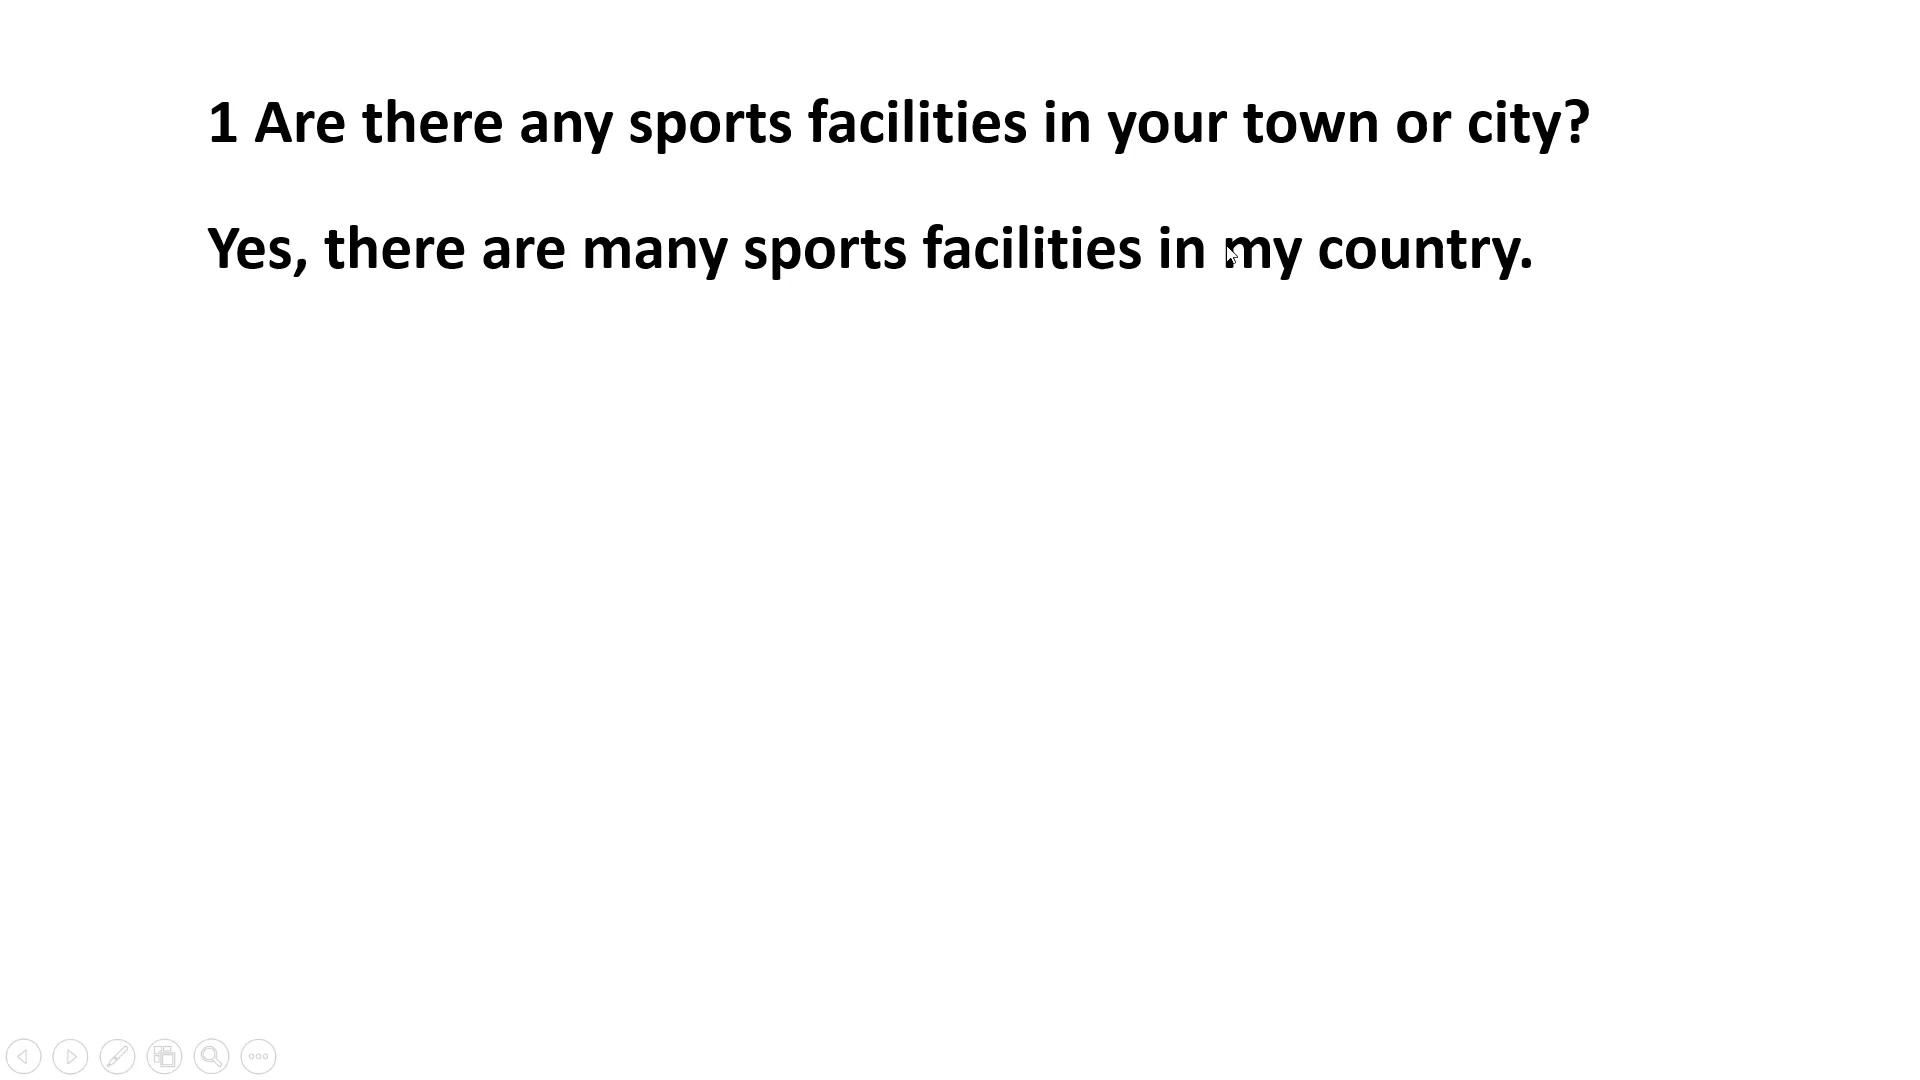 1 Are there any sports facilities in your town or city?
Yes, there are many sports facilities in my country.